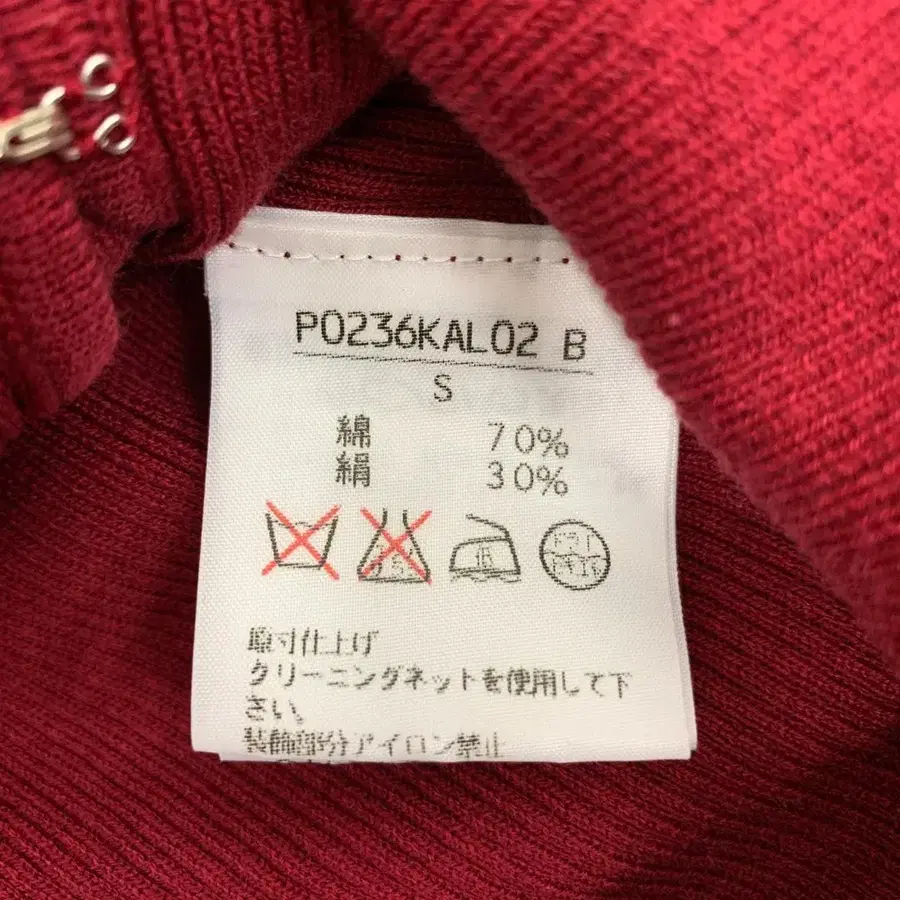 P0236KAL02 B
S
綿 70%
絹 30%
原寸仕上げ
クリーニングネットを使用して下
さい。
装飾部分アイロン禁止